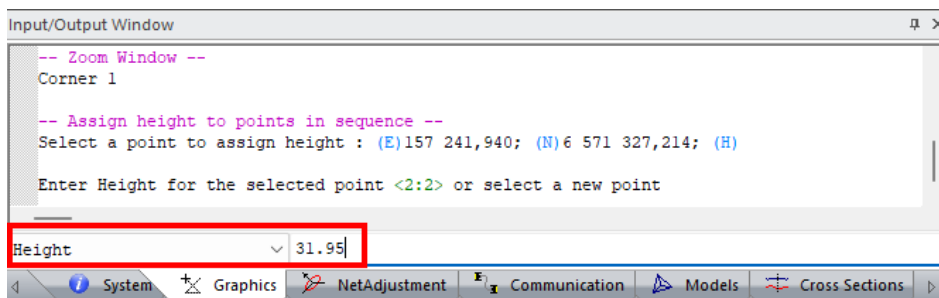 Input/Output Window
-- Zoom Window --
Corner 1
-- Assign height to points in sequence --
Select a point to assign height : (E)157 241,940; (N)6 571 327,214; (H)
Enter Height for the selected point <2:2> or select a new point
Height 31.95
System Graphics NetAdjustment Communication Models Cross Sections